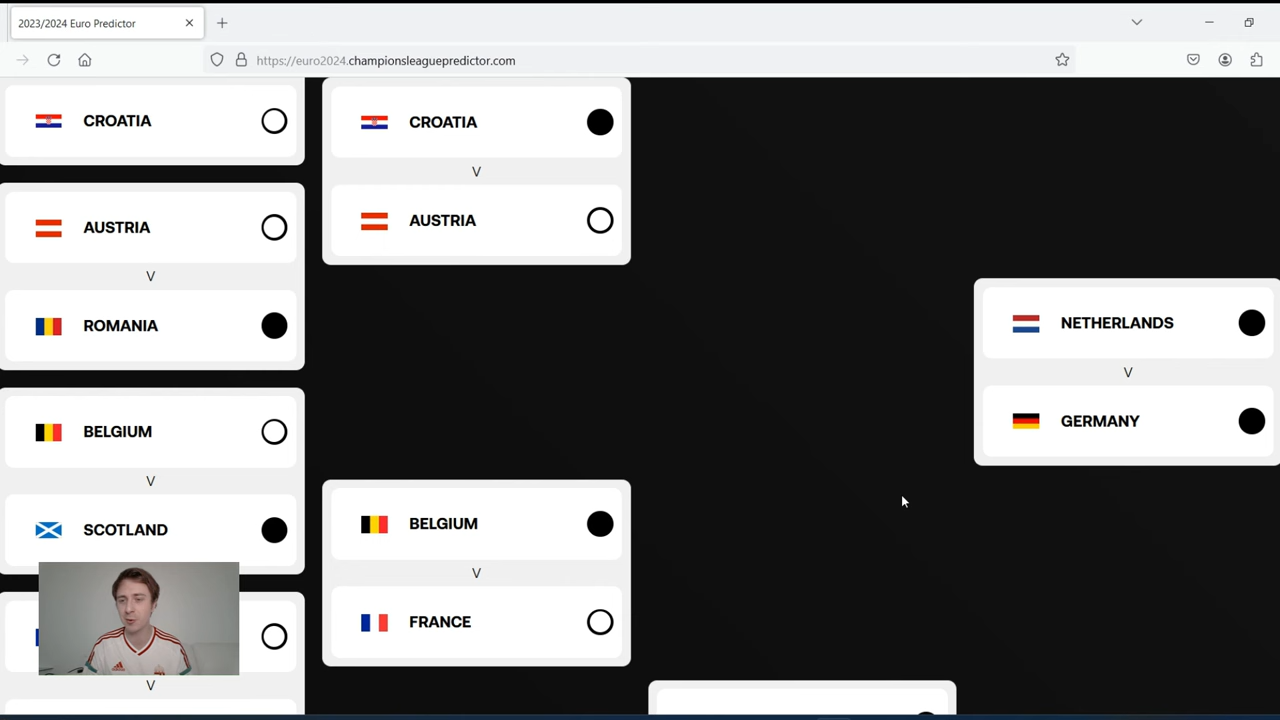 2023/2024 Euro Predictor
https://euro2024.championsleaguepredictor.com
CROATIA
AUSTRIA
V
ROMANIA
BELGIUM
V
SCOTLAND
V
CROATIA
V
AUSTRIA
BELGIUM
V
FRANCE
NETHERLANDS
V
GERMANY